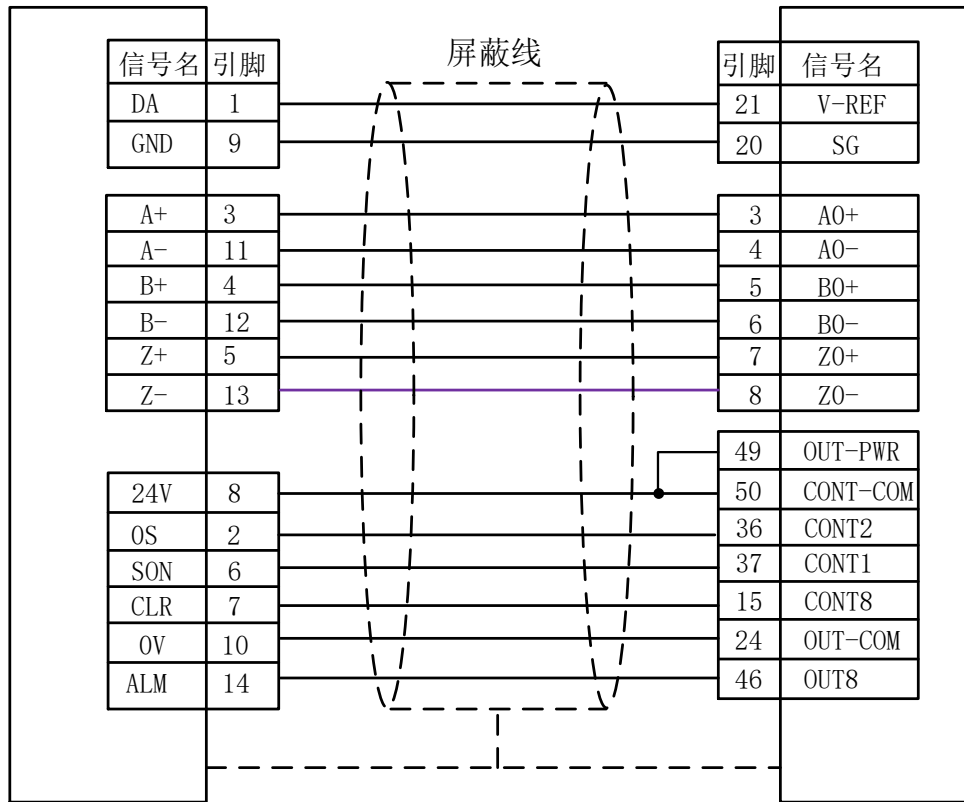 屏蔽线
信号名 引脚 引脚 信号名
DA 1 21 V-REF
GND 9 20 SG
A+ 3 3 A0+
A- 11 4 A0-
B+ 4 5 B0+
B- 12 6 B0-
Z+ 5 7 Z0+
Z- 13 8 Z0-
49 OUT-PWR
24V 8 50 CONT-COM
OS 2 36 CONT2
SON 6 37 CONT1
CLR 7 15 CONT8
0V 10 24 OUT-COM
ALM 14 46 OUT8